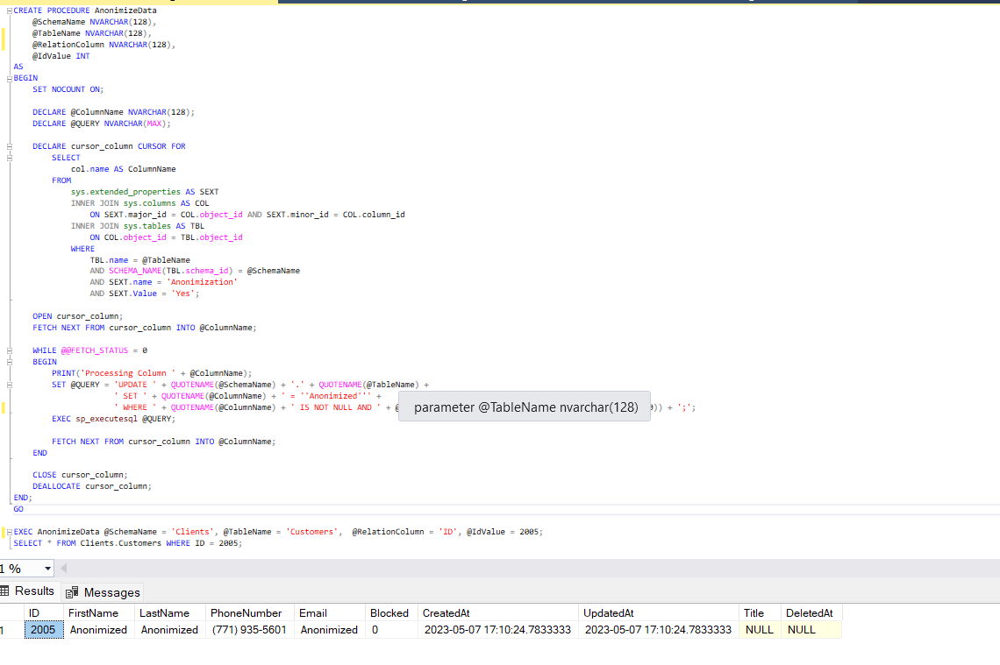 CREATE PROCEDURE AnonimizeData
@SchemaName NVARCHAR(128),
@TableName NVARCHAR(128),
@RelationColumn NVARCHAR(128),
@IdValue INT
AS
BEGIN
SET NOCOUNT ON;
DECLARE @ColumnName NVARCHAR(128);
DECLARE @QUERY NVARCHAR(MAX);
DECLARE cursor_column CURSOR FOR
SELECT
col.name AS ColumnName
FROM
sys.extended_properties AS SEXT
INNER JOIN sys.columns AS COL
ON SEXT.major_id = COL.object_id AND SEXT.minor_id = COL.column_id
INNER JOIN sys.tables AS TBL
ON COL.object_id = TBL.object_id
WHERE
TBL.name = @TableName
AND SCHEMA_NAME(TBL.schema_id) = @SchemaName
AND SEXT.name = 'Anonimization'
AND SEXT.Value = 'Yes';
OPEN cursor_column;
FETCH NEXT FROM cursor_column INTO @ColumnName;
WHILE @@FETCH_STATUS = 0
BEGIN
PRINT('Processing Column ' + @ColumnName);
SET @QUERY = 'UPDATE ' + QUOTENAME(@SchemaName) + '.' + QUOTENAME(@TableName) +
' SET ' + QUOTENAME(@ColumnName) + ' = ''Anonimized''' +
' WHERE ' + QUOTENAME(@ColumnName) + ' IS NOT NULL AND ' + )) + ';';
parameter @TableName nvarchar(128)
EXEC sp_executesql @QUERY;
FETCH NEXT FROM cursor_column INTO @ColumnName;
END
CLOSE cursor_column;
DEALLOCATE cursor_column;
END;
GO
EXEC AnonimizeData @SchemaName = 'Clients', @TableName = 'Customers', @RelationColumn = 'ID', @IdValue = 2005;
SELECT * FROM Clients.Customers WHERE ID = 2005;
1 %
Results Messages
ID FirstName LastName PhoneNumber Email Blocked CreatedAt UpdatedAt Title DeletedAt
1 2005 Anonimized Anonimized (771) 935-5601 Anonimized 0 2023-05-07 17:10:24.7833333 2023-05-07 17:10:24.7833333 NULL NULL